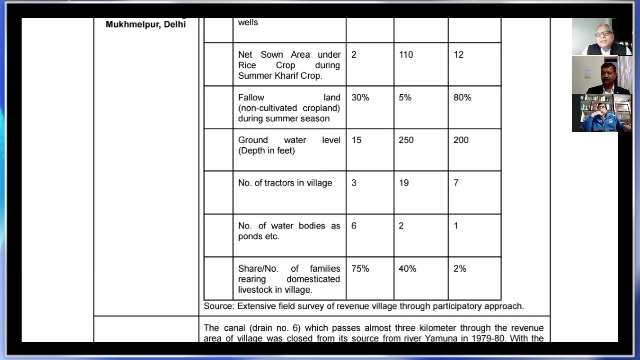 Mukhmelpur, Delhi
wells
Net Sown Area under 2 110 12
Rice Crop during
Summer Kharif Crop.
Fallow land 30% 5% 80%
(non-cultivated cropland)
during summer season
Ground water level 15 250 200
(Depth in feet)
No. of tractors in village 3 19 7
No. of water bodies as 6 2 1
ponds etc.
Share/No. of families 75% 40% 2%
rearing domesticated
livestock in village.
Source: Extensive field survey of revenue village through participatory approach.
The canal (drain no. 6) which passes almost three kilometer through the revenue
area of village was closed from its source from river Yamuna in 1979-80. With the